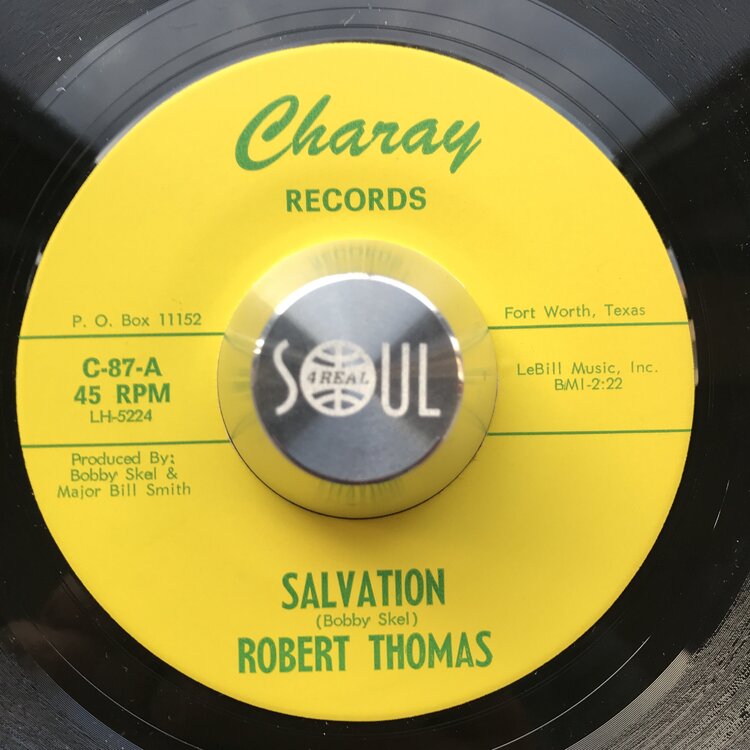 Charay
RECORDS
P. O. Box 11152
Fort Worth, Texas
C-87-A
45 RPM
LH-5224
LeBill Music, Inc.
BMI-2:22
SOUL
4 REAL
Produced By:
Bobby Skel &
Major Bill Smith
SALVATION
(Bobby Skel)
ROBERT THOMAS